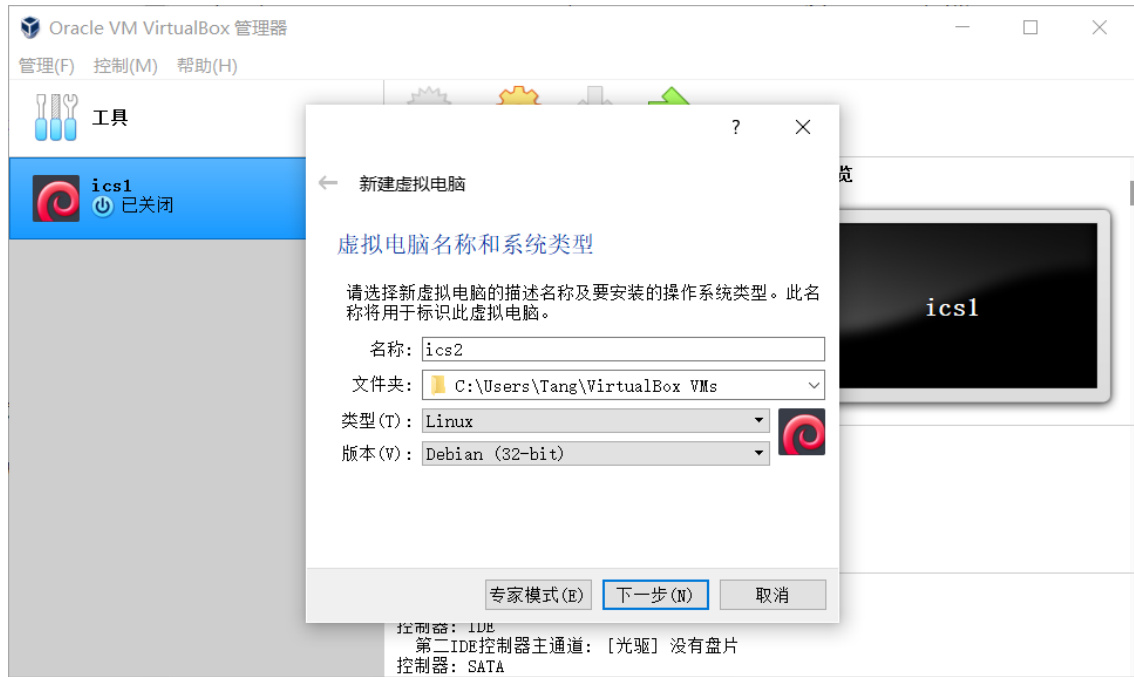 Oracle VM VirtualBox 管理器
管理(F) 控制(M) 帮助(H)
工具
ics1
已关闭
?
新建虚拟电脑
览
虚拟电脑名称和系统类型
请选择新虚拟电脑的描述名称及要安装的操作系统类型。此名
称将用于标识此虚拟电脑。
ics1
名称: ics2
文件夹: C:\Users\Tang\VirtualBox VMs
类型(T): Linux
版本(V): Debian (32-bit)
专家模式(E) 下一步(N) 取消
控制器: IDE
第二IDE控制器主通道: [光驱] 没有盘片
控制器: SATA